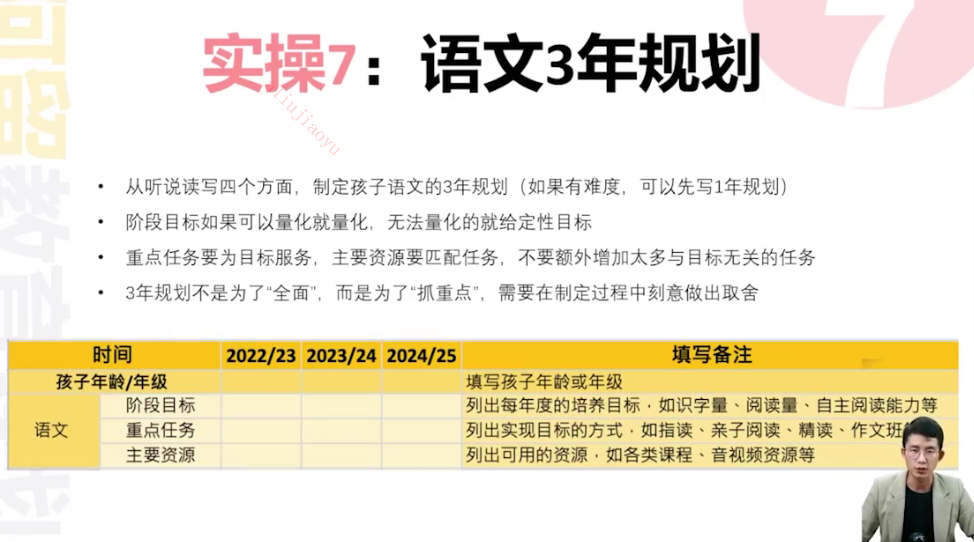 实操7：语文3年规划
7
liujiaoyu
• 从听说读写四个方面，制定孩子语文的3年规划（如果有难度，可以先写1年规划）
• 阶段目标如果可以量化就量化，无法量化的就给定性目标
• 重点任务要为目标服务，主要资源要匹配任务，不要额外增加太多与目标无关的任务
• 3年规划不是为了“全面”，而是为了“抓重点”，需要在制定过程中刻意做出取舍
时间 2022/23 2023/24 2024/25 填写备注
孩子年龄/年级 填写孩子年龄或年级
语文
阶段目标 列出每年度的培养目标，如识字量、阅读量、自主阅读能力等
重点任务 列出实现目标的方式，如指读、亲子阅读、精读、作文班
主要资源 列出可用的资源，如各类课程、音视频资源等